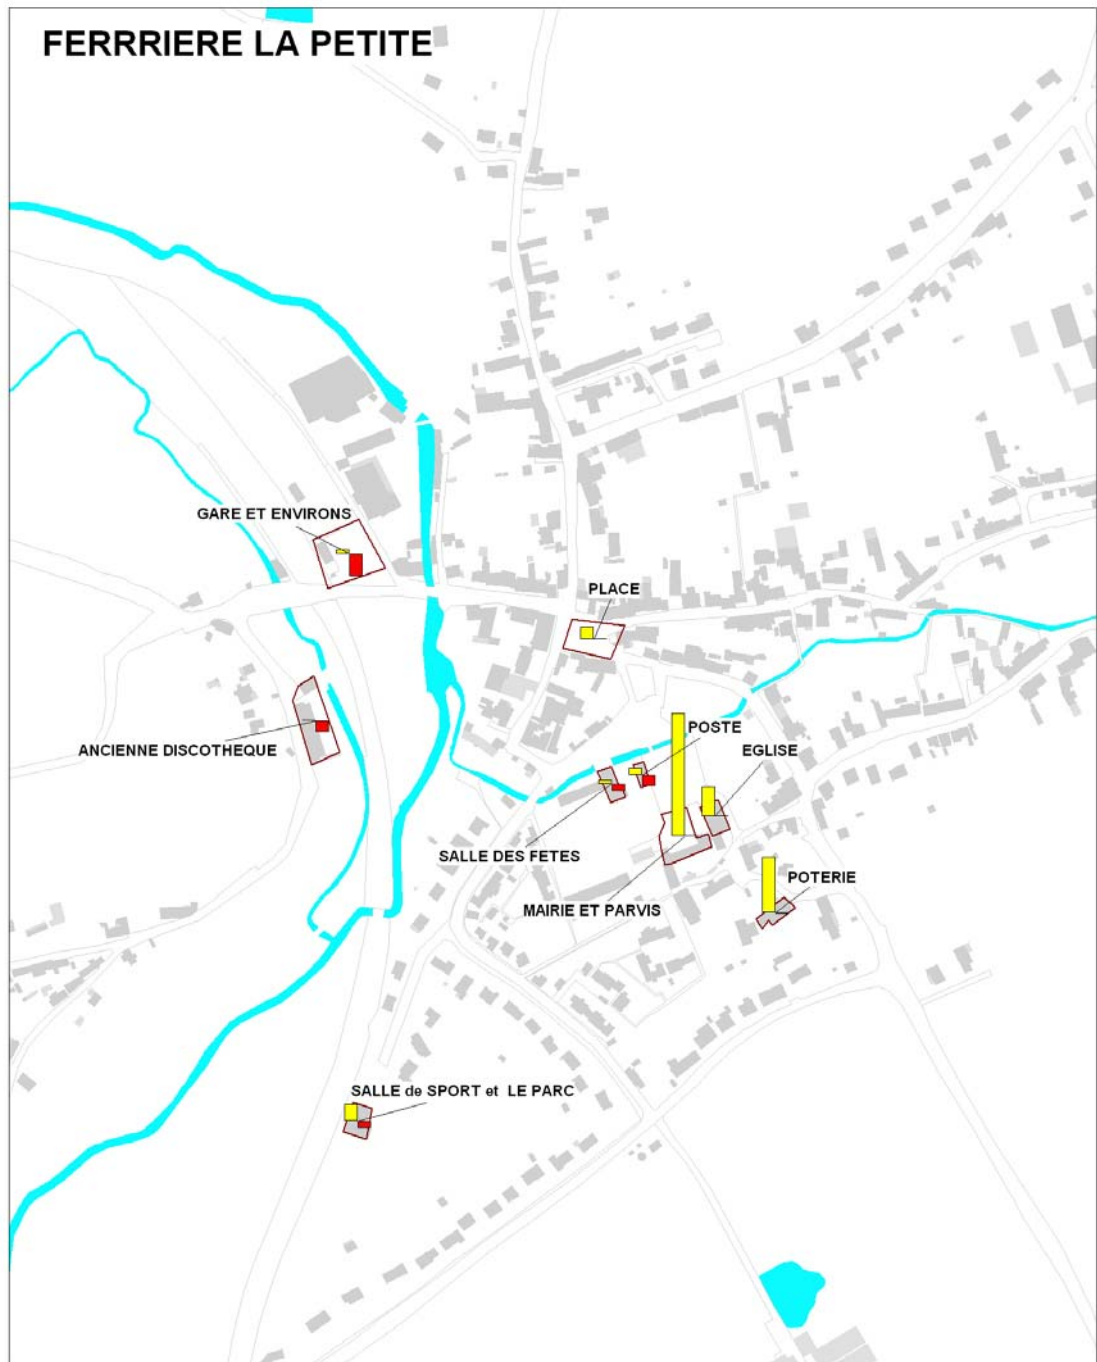 FERRRIERE LA PETITE
GARE ET ENVIRONS
PLACE
ANCIENNE DISCOTHEQUE
POSTE
EGLISE
SALLE DES FETES
POTERIE
MAIRIE ET PARVIS
SALLE de SPORT et LE PARC